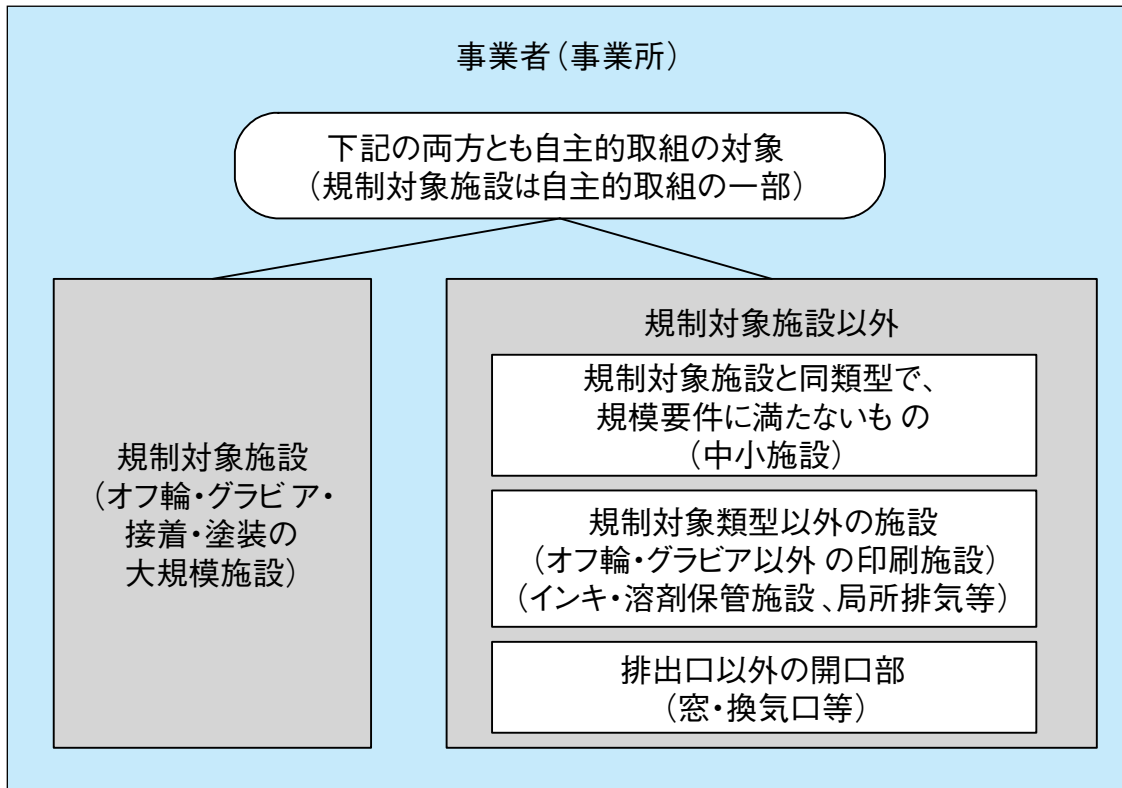 事業者（事業所）
下記の両方とも自主的取組の対象
（規制対象施設は自主的取組の一部）
規制対象施設
（オフ輪・グラビア・
接着・塗装の
大規模施設）
規制対象施設以外
規制対象施設と同類型で、
規模要件に満たないもの
（中小施設）
規制対象類型以外の施設
（オフ輪・グラビア以外の印刷施設）
（インキ・溶剤保管施設、局所排気等）
排出口以外の開口部
（窓・換気口等）